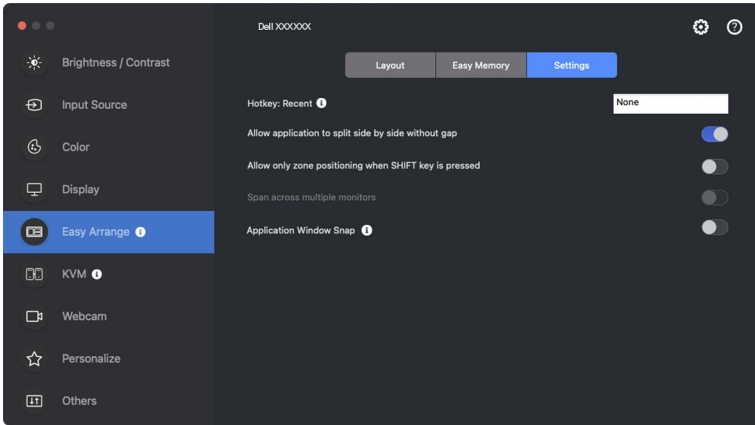 Dell XXXXXX
Brightness / Contrast
Input Source
Color
Display
Easy Arrange
KVM
Webcam
Personalize
Others
Layout
Easy Memory
Settings
Hotkey: Recent
None
Allow application to split side by side without gap
Allow only zone positioning when SHIFT key is pressed
Span across multiple monitors
Application Window Snap